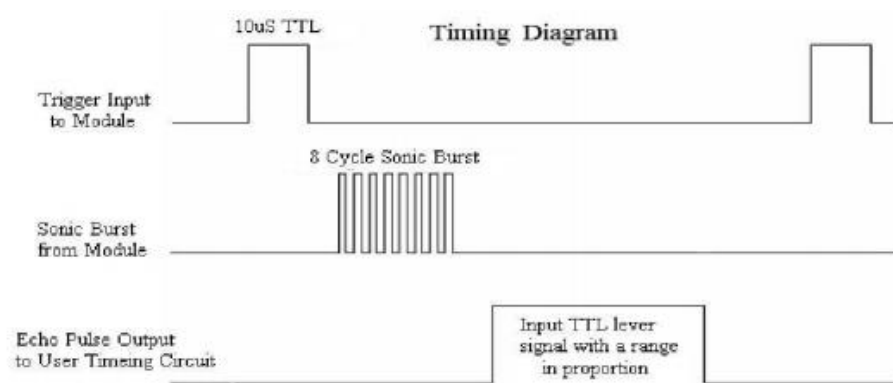 10uS TTL
Timing Diagram
Trigger Input
to Module
8 Cycle Sonic Burst
Sonic Burst
from Module
Echo Pulse Output
to User Timeing Circuit
Input TTL lever
signal with a range
in proportion